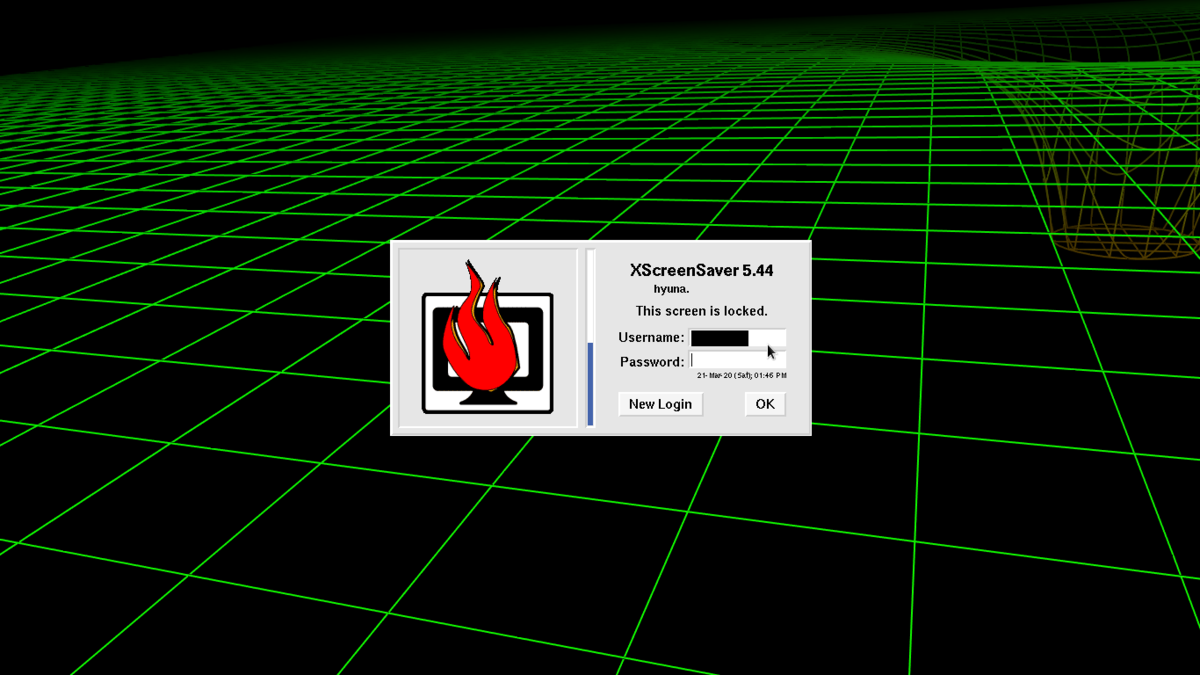 XScreenSaver 5.44
hyuna.
This screen is locked.
Username:
Password:
21-Mar-20 (Sat); 01:46 PM
New Login
OK